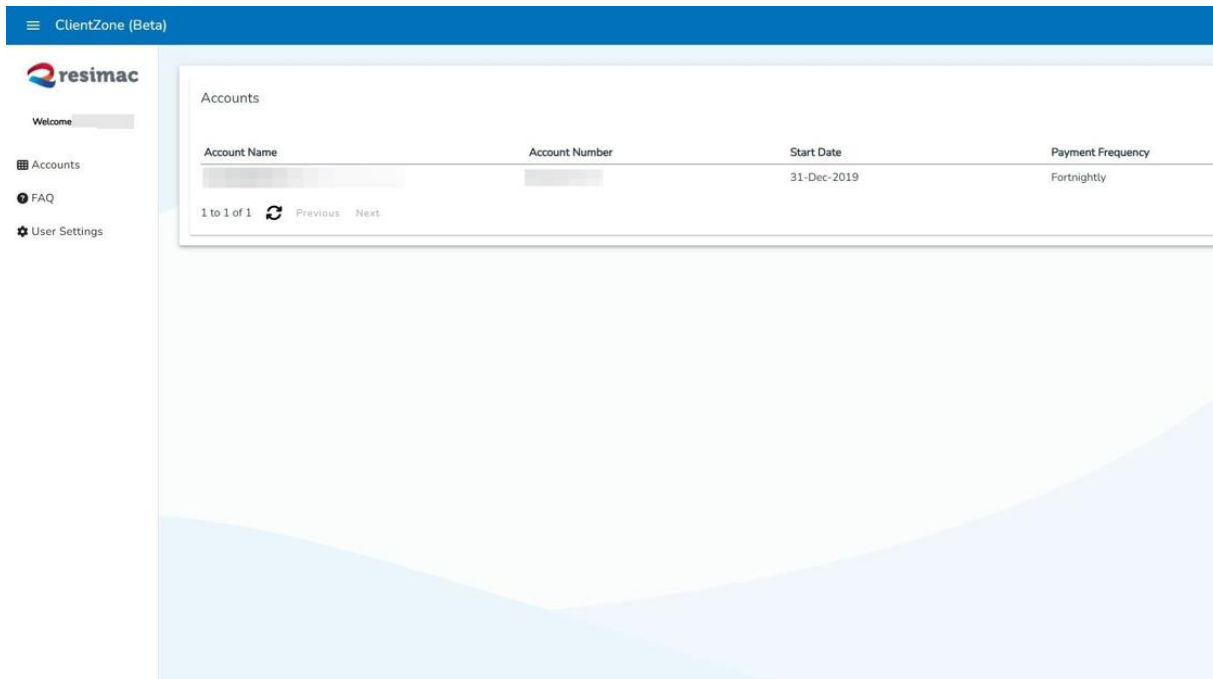 ClientZone (Beta)
resimac
Welcome
Accounts
FAQ
User Settings
Accounts
Account Name Account Number Start Date Payment Frequency
31-Dec-2019 Fortnightly
1 to 1 of 1 Previous Next